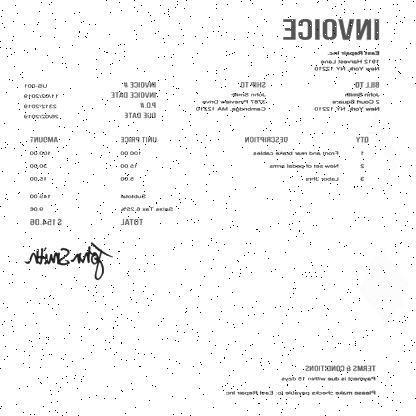 INVOICE
East Repair Inc.
1912 Harvest Lane
New York, NY 12210
BILL TO
John Smith
2 Court Square
New York, NY 12210
SHIP TO
John Smith
3787 Pineview Drive
Cambridge, MA 12210
INVOICE # US-001
INVOICE DATE 11/02/2019
P.O.# 2312/2019
DUE DATE 26/02/2019
QTY DESCRIPTION UNIT PRICE AMOUNT
1 Front and rear brake cables 100.00 100.00
2 New set of pedal arms 15.00 30.00
3 Labor 3hrs 5.00 15.00
Subtotal 145.00
Sales Tax 6.25% 9.06
TOTAL $154.06
John Smith
TERMS & CONDITIONS
Payment is due within 15 days
Please make checks payable to: East Repair Inc.